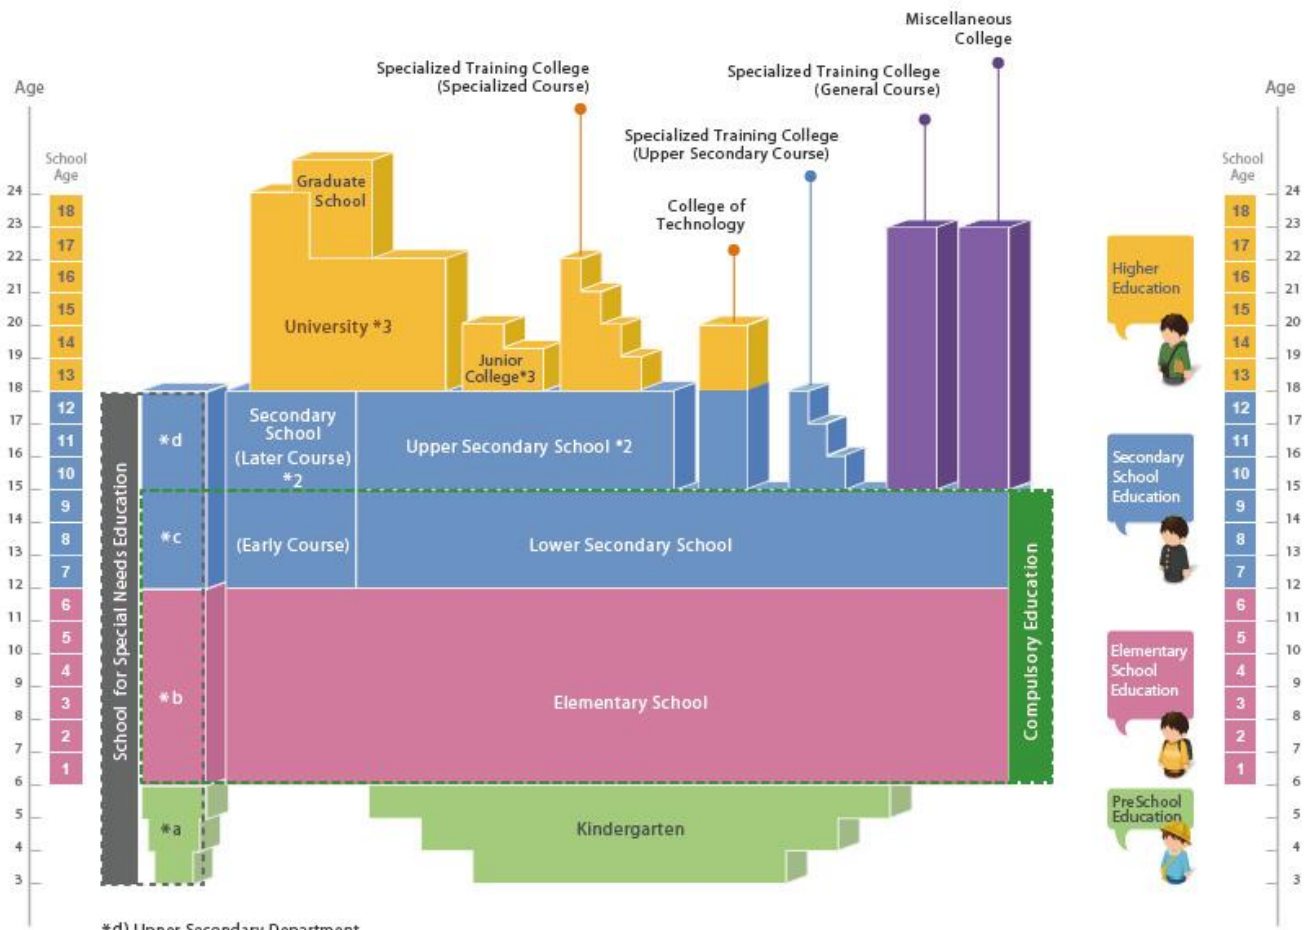 Miscellaneous
College
Specialized Training College
(Specialized Course)
Specialized Training College
(General Course)
Age
Age
Specialized Training College
(Upper Secondary Course)
School
Age
School
Age
Graduate
School
College of
Technology
24
23
22
21
20
19
18
17
16
15
14
13
12
11
10
9
8
7
6
5
4
3
18
17
16
15
14
13
12
11
10
9
8
7
6
5
4
3
2
1
University *3
Junior
College*3
School for Special Needs Education
*d
Secondary
School
(Later Course)
*2
Upper Secondary School *2
*c
(Early Course)
Lower Secondary School
*b
Elementary School
Compulsory Education
*a
Kindergarten
Higher
Education
Secondary
School
Education
Elementary
School
Education
PreSchool
Education
18
17
16
15
14
13
12
11
10
9
8
7
6
5
4
3
2
1
24
23
22
21
20
19
18
17
16
15
14
13
12
11
10
9
8
7
6
5
4
3
*d) Upper Secondary Department